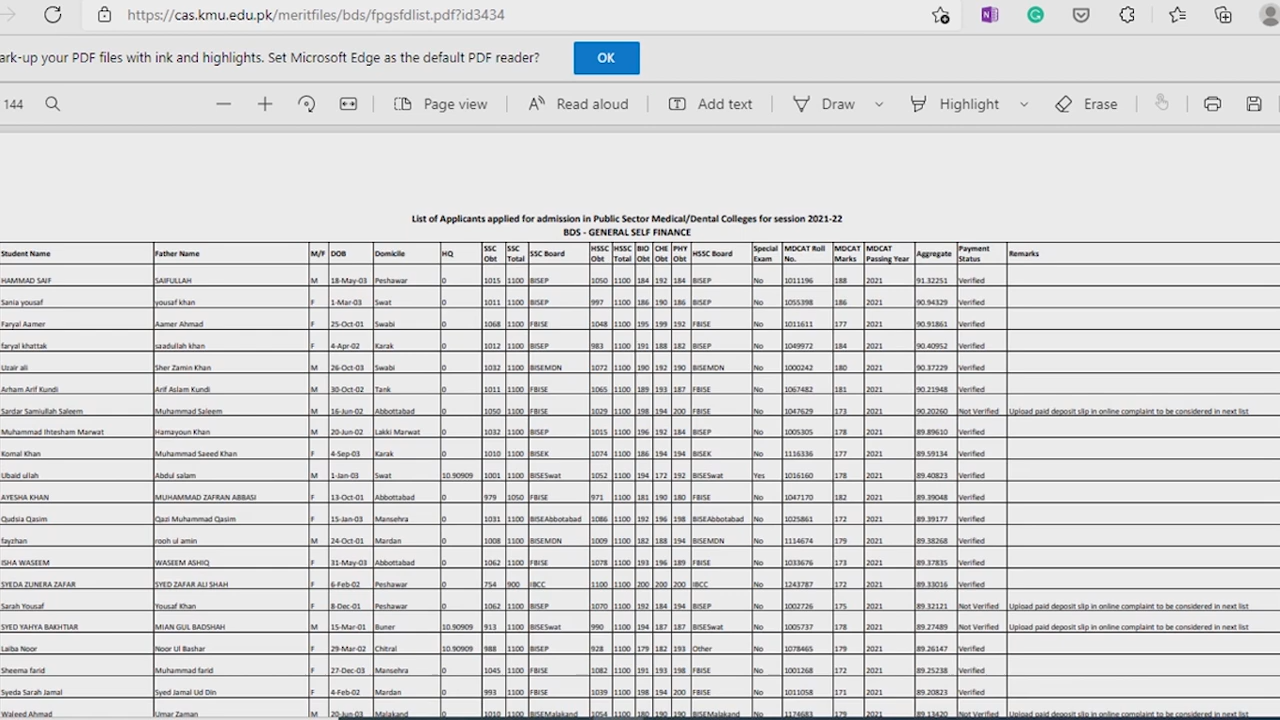 https://cas.kmu.edu.pk/meritfiles/bds/fpgsfdlist.pdf?id3434
ark-up your PDF files with ink and highlights. Set Microsoft Edge as the default PDF reader? OK
144 Page view Read aloud Add text Draw Highlight Erase
List of Applicants applied for admission in Public Sector Medical/Dental Colleges for session 2021-22
BDS - GENERAL SELF FINANCE
Student Name Father Name M/F DOB Domicile HQ SSC Obt SSC Total SSC Board HSSC Obt HSSC Total BIO Obt CHE Obt PHY Obt HSSC Board Special Exam MDCAT Roll No. MDCAT Marks MDCAT Passing Year Aggregate Payment Status Remarks
HAMMAD SAIF SAIFULLAH M 18-May-03 Peshawar 0 1015 1100 BISEP 1050 1100 184 192 184 BISEP No 1011196 188 2021 91.32251 Verified
Sania yousaf yousaf khan F 1-Mar-03 Swat 0 1011 1100 BISEP 997 1100 186 190 186 BISEP No 1055398 186 2021 90.94329 Verified
Faryal Aamer Aamer Ahmad F 25-Oct-01 Swabi 0 1068 1100 FBISE 1048 1100 195 199 192 FBISE No 1011611 177 2021 90.91861 Verified
faryal khattak saadullah khan F 4-Apr-02 Karak 0 1012 1100 BISEP 983 1100 191 188 182 BISEP No 1049972 184 2021 90.40952 Verified
Uzair ali Sher Zamin Khan M 26-Oct-03 Swabi 0 1032 1100 BISEMDN 1072 1100 190 192 190 BISEMDN No 1000242 180 2021 90.37229 Verified
Arham Arif Kundi Arif Aslam Kundi M 30-Oct-02 Tank 0 1011 1100 FBISE 1065 1100 189 193 187 FBISE No 1067482 181 2021 90.21948 Verified
Sardar Samiullah Saleem Muhammad Saleem M 16-Jun-02 Abbottabad 0 1050 1100 FBISE 1029 1100 198 194 200 FBISE No 1047629 173 2021 90.20260 Not Verified Upload paid deposit slip in online complaint to be considered in next list
Muhammad Ihtesham Marwat Hamayoun Khan M 20-Jun-02 Lakki Marwat 0 1032 1100 BISEP 1015 1100 196 192 184 BISEP No 1005305 178 2021 89.89610 Verified
Komal Khan Muhammad Saeed Khan F 4-Sep-03 Karak 0 1010 1100 BISEK 1074 1100 186 194 194 BISEK No 1116336 177 2021 89.59134 Verified
Ubaid ullah Abdul salam M 1-Jan-03 Swat 10.90909 1001 1100 BISESwat 1052 1100 194 172 192 BISESwat Yes 1016160 178 2021 89.40823 Verified
AYESHA KHAN MUHAMMAD ZAFRAN ABBASI F 13-Oct-01 Abbottabad 0 979 1050 FBISE 971 1100 181 190 180 FBISE No 1047170 182 2021 89.39048 Verified
Qudsia Qasim Qazi Muhammad Qasim F 15-Jan-03 Mansehra 0 1031 1100 BISEAbbotabad 1086 1100 192 196 198 BISEAbbotabad No 1025861 172 2021 89.39177 Verified
fayzhan rooh ul amin M 24-Oct-01 Mardan 0 1008 1100 BISEMDN 1009 1100 182 188 194 BISEMDN No 1114674 179 2021 89.38268 Verified
ISHA WASEEM WASEEM ASHIQ F 31-May-03 Abbottabad 0 1062 1100 FBISE 1078 1100 193 196 189 FBISE No 1033676 173 2021 89.37835 Verified
SYEDA ZUNERA ZAFAR SYED ZAFAR ALI SHAH F 6-Feb-02 Peshawar 0 754 900 IBCC 1100 1100 200 200 200 IBCC No 1243787 172 2021 89.33016 Verified
Sarah Yousaf Yousaf Khan F 8-Dec-01 Peshawar 0 1062 1100 BISEP 1070 1100 192 184 194 BISEP No 1002726 175 2021 89.32121 Not Verified Upload paid deposit slip in online complaint to be considered in next list
SYED YAHYA BAKHTIAR MIAN GUL BADSHAH M 15-Mar-01 Buner 10.90909 913 1100 BISESwat 990 1100 194 187 187 BISESwat No 1005737 178 2021 89.27489 Not Verified Upload paid deposit slip in online complaint to be considered in next list
Laiba Noor Noor Ul Bashar F 29-Mar-02 Chitral 10.90909 988 1100 BISEP 928 1100 179 182 193 Other No 1078465 179 2021 89.26147 Verified
Sheema farid Muhammad farid F 27-Dec-03 Mansehra 0 1045 1100 FBISE 1082 1100 191 193 198 FBISE No 1001268 172 2021 89.25238 Verified
Syeda Sarah Jamal Syed Jamal Ud Din F 4-Feb-02 Mardan 0 993 1100 FBISE 1039 1100 198 194 200 FBISE No 1011058 171 2021 89.20823 Verified
Waleed Ahmad Umar Zaman M 20-Jun-03 Malakand 0 1010 1100 BISEMalakand 1054 1100 180 190 190 BISEMalakand No 1174683 179 2021 89.13420 Not Verified Upload paid deposit slip in online complaint to be considered in next list